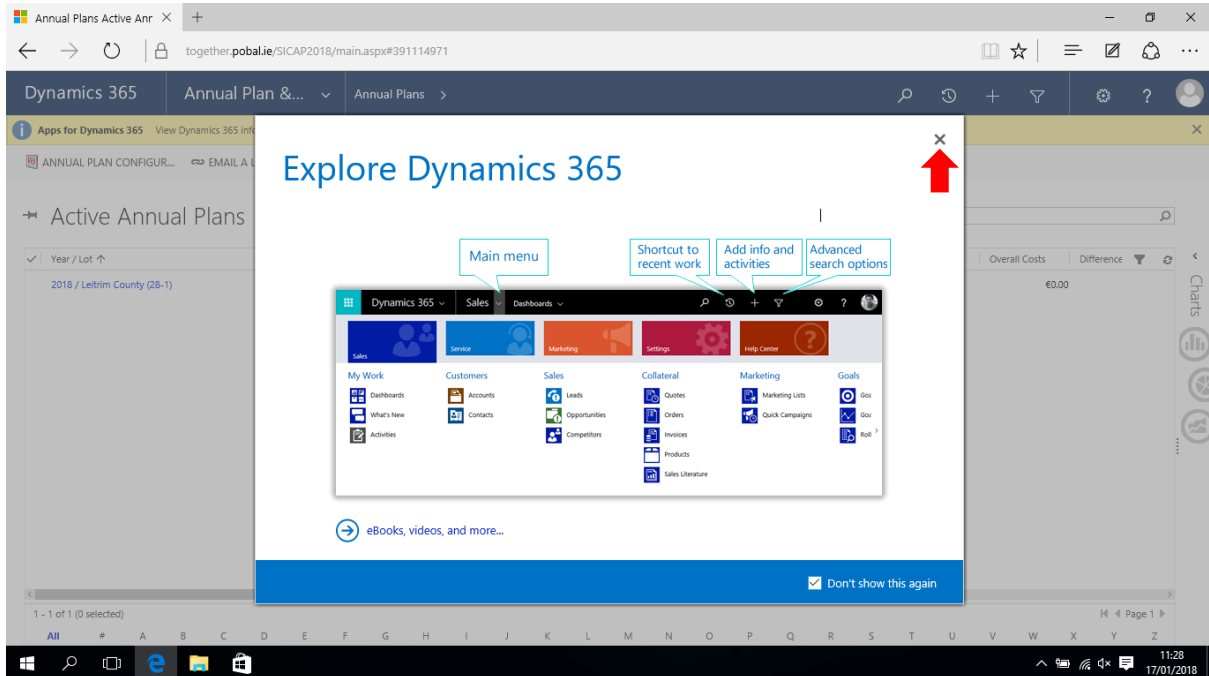 Annual Plans Active Anr
together.pobal.ie/SICAP2018/main.aspx#391114971
Dynamics 365 Annual Plan &... Annual Plans >
Apps for Dynamics 365 View Dynamics 365 info
ANNUAL PLAN CONFIGUR... EMAIL A L
Explore Dynamics 365
Active Annual Plans
Main menu
Shortcut to
recent work
Add info and
activities
Advanced
search options
Year / Lot
Overall Costs
Difference
2018 / Leitrim County (28-1)
€0.00
Charts
Dynamics 365 Sales Dashboards
Sales Service Marketing Settings Help Center
My Work Customers Sales Collateral Marketing Goals
Dashboards Accounts Leads Quotes Marketing Lists Goa
What's New Contacts Opportunities Orders Quick Campaigns Goa
Activities Competitors Invoices Roll
Products
Sales Literature
eBooks, videos, and more...
Don't show this again
1 - 1 of 1 (0 selected)
Page 1
All # A B C D E F G H I J K L M N O P Q R S T U V W X Y Z
11:28
17/01/2018